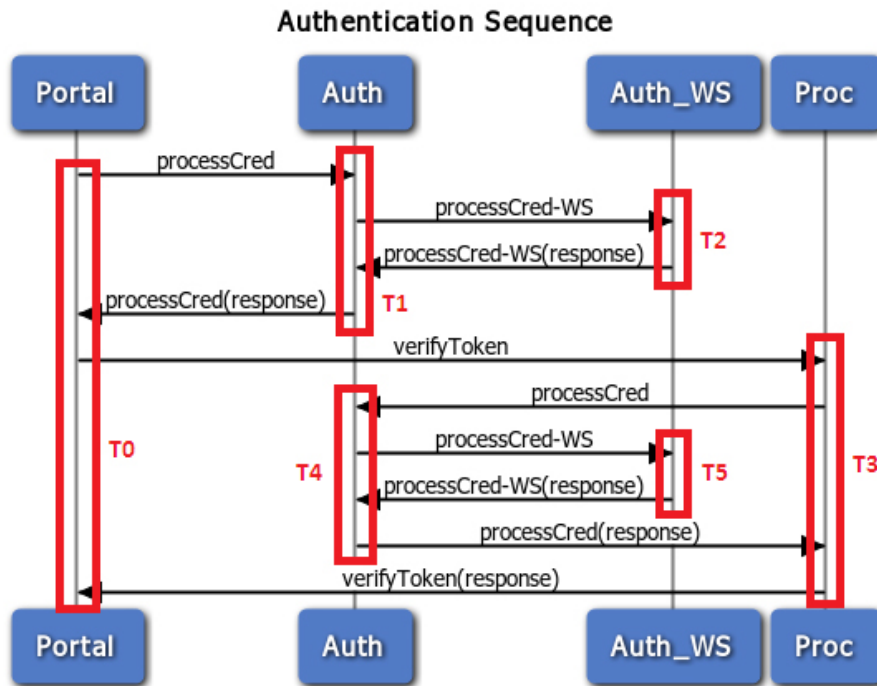 Authentication Sequence
Portal
Auth
Auth_WS
Proc
processCred
processCred-WS
T2
processCred-WS(response)
processCred(response)
T1
verifyToken
processCred
T0
processCred-WS
T4
T5
T3
processCred-WS(response)
processCred(response)
verifyToken(response)
Portal
Auth
Auth_WS
Proc